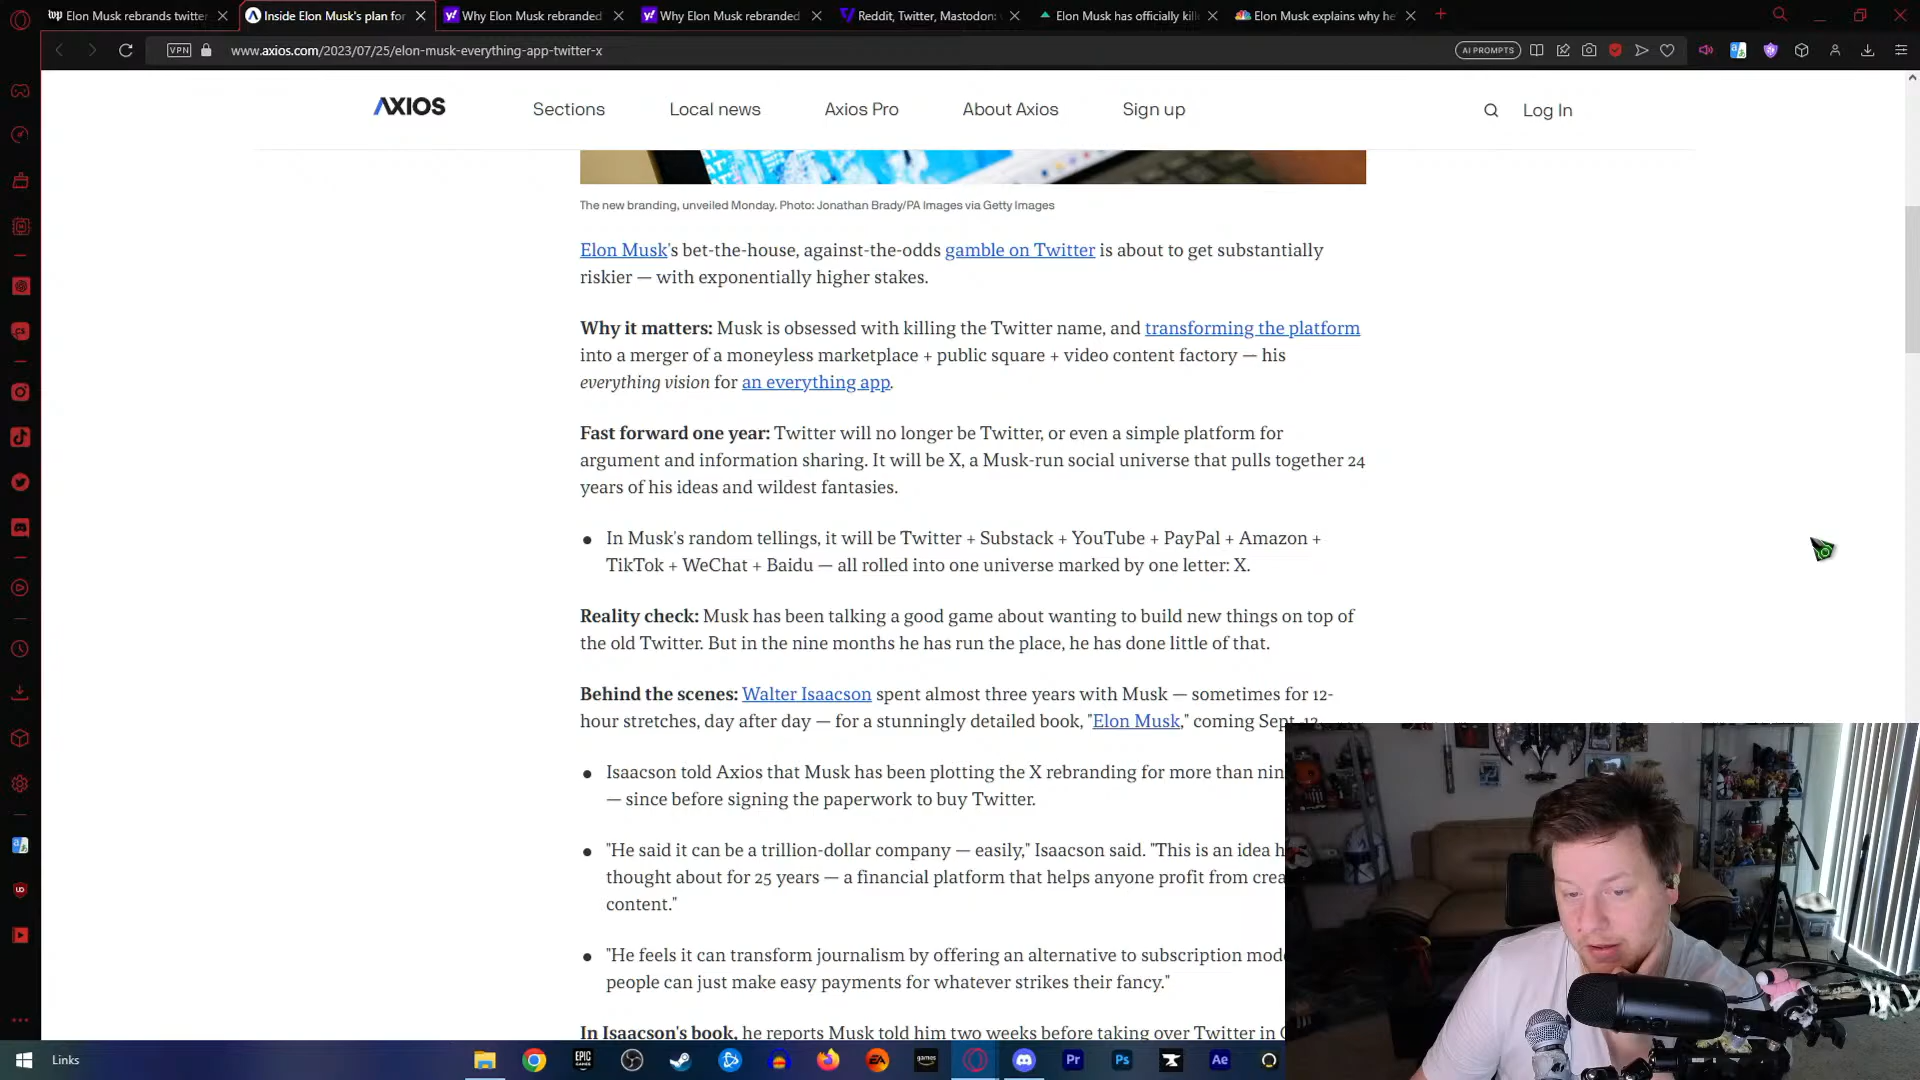 Elon Musk rebrands twitter
Inside Elon Musk's plan for
Why Elon Musk rebranded
Why Elon Musk rebranded
Reddit, Twitter, Mastodon:
Elon Musk has officially kill
Elon Musk explains why he
VPN
www.axios.com/2023/07/25/elon-musk-everything-app-twitter-x
AI PROMPTS
AXIOS
Sections
Local news
Axios Pro
About Axios
Sign up
Log In
The new branding, unveiled Monday. Photo: Jonathan Brady/PA Images via Getty Images
Elon Musk's bet-the-house, against-the-odds gamble on Twitter is about to get substantially
riskier — with exponentially higher stakes.
Why it matters: Musk is obsessed with killing the Twitter name, and transforming the platform
into a merger of a moneyless marketplace + public square + video content factory — his
everything vision for an everything app.
Fast forward one year: Twitter will no longer be Twitter, or even a simple platform for
argument and information sharing. It will be X, a Musk-run social universe that pulls together 24
years of his ideas and wildest fantasies.
• In Musk's random tellings, it will be Twitter + Substack + YouTube + PayPal + Amazon +
TikTok + WeChat + Baidu — all rolled into one universe marked by one letter: X.
Reality check: Musk has been talking a good game about wanting to build new things on top of
the old Twitter. But in the nine months he has run the place, he has done little of that.
Behind the scenes: Walter Isaacson spent almost three years with Musk — sometimes for 12-
hour stretches, day after day — for a stunningly detailed book, "Elon Musk," coming Sept. 12.
• Isaacson told Axios that Musk has been plotting the X rebranding for more than nin
— since before signing the paperwork to buy Twitter.
• "He said it can be a trillion-dollar company — easily," Isaacson said. "This is an idea h
thought about for 25 years — a financial platform that helps anyone profit from crea
content."
• "He feels it can transform journalism by offering an alternative to subscription mod
people can just make easy payments for whatever strikes their fancy."
In Isaacson's book, he reports Musk told him two weeks before taking over Twitter in
Links
EPIC GAMES
EA
games
Pr
Ps
Ae